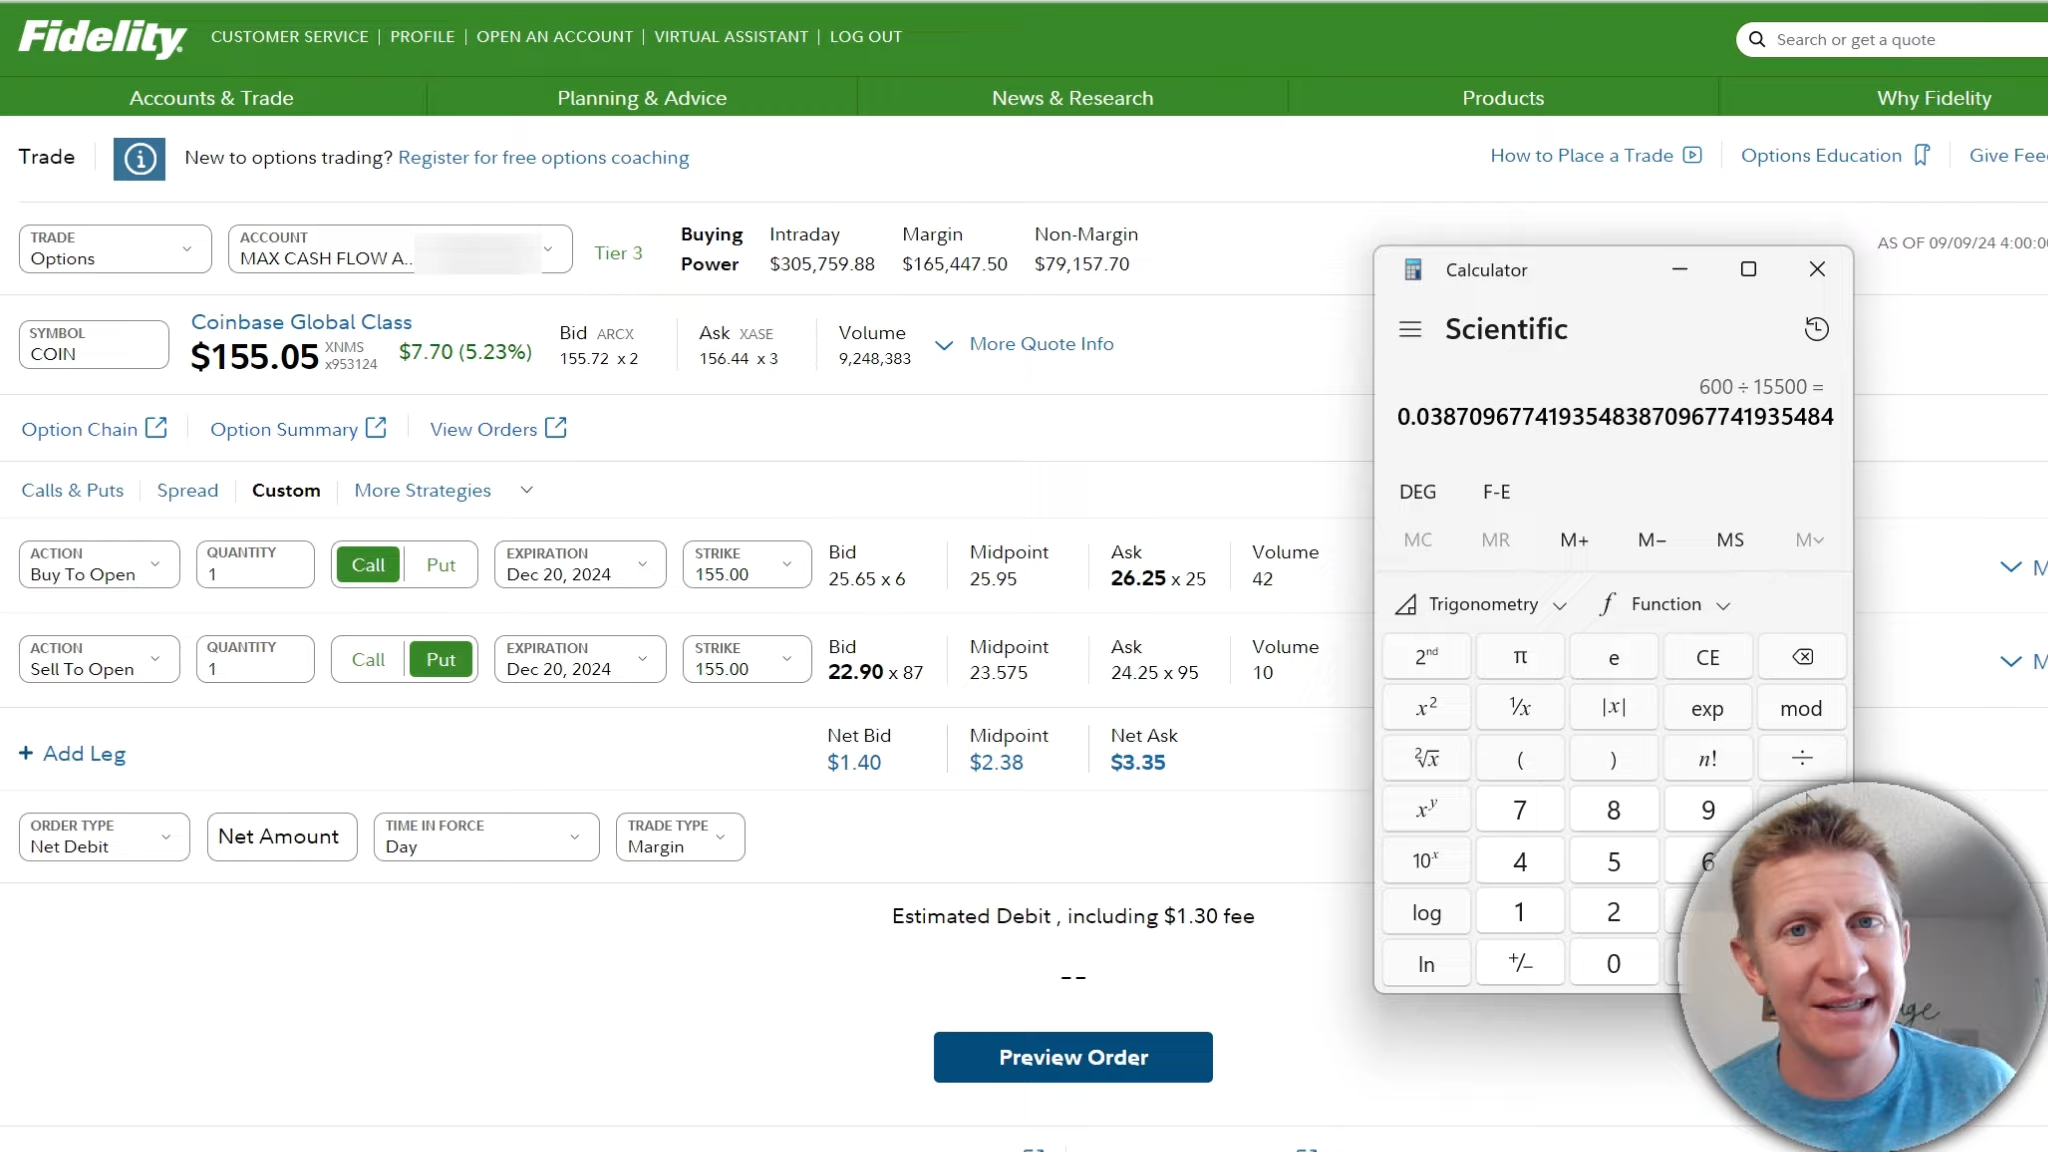 Fidelity
CUSTOMER SERVICE | PROFILE | OPEN AN ACCOUNT | VIRTUAL ASSISTANT | LOG OUT
Search or get a quote
Accounts & Trade
Planning & Advice
News & Research
Products
Why Fidelity
Trade
New to options trading? Register for free options coaching
How to Place a Trade
Options Education
Give Fee
TRADE
Options
ACCOUNT
MAX CASH FLOW A..
Tier 3
Buying Power
Intraday
$305,759.88
Margin
$165,447.50
Non-Margin
$79,157.70
AS OF 09/09/24 4:00:0
SYMBOL
COIN
Coinbase Global Class
$155.05
XNMS
x953124
$7.70 (5.23%)
Bid ARCX
155.72 x 2
Ask XASE
156.44 x 3
Volume
9,248,383
More Quote Info
Option Chain
Option Summary
View Orders
Calls & Puts
Spread
Custom
More Strategies
ACTION
Buy To Open
QUANTITY
1
Call
Put
EXPIRATION
Dec 20, 2024
STRIKE
155.00
Bid
25.65 x 6
Midpoint
25.95
Ask
26.25 x 25
Volume
42
M
ACTION
Sell To Open
QUANTITY
1
Call
Put
EXPIRATION
Dec 20, 2024
STRIKE
155.00
Bid
22.90 x 87
Midpoint
23.575
Ask
24.25 x 95
Volume
10
M
+ Add Leg
Net Bid
$1.40
Midpoint
$2.38
Net Ask
$3.35
ORDER TYPE
Net Debit
Net Amount
TIME IN FORCE
Day
TRADE TYPE
Margin
Estimated Debit , including $1.30 fee
--
Preview Order
Calculator
Scientific
600 ÷ 15500 =
0.03870967741935483870967741935484
DEG
F-E
MC MR M+ M− MS M
Trigonometry
f Function
2nd π e CE
x² ¹/x |x| exp mod
²√x ( ) n! ÷
xʸ 7 8 9
10ˣ 4 5 6
log 1 2
ln +/− 0